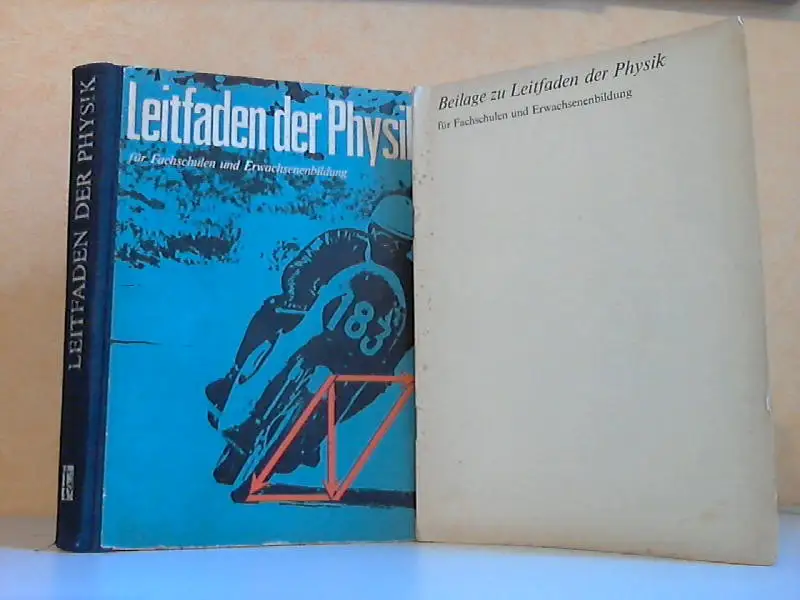 LEITFADEN DER PHYSIK
Leitfaden der Physik
für Fachschulen und Erwachsenenbildung
183
Beilage zu Leitfaden der Physik
für Fachschulen und Erwachsenenbildung